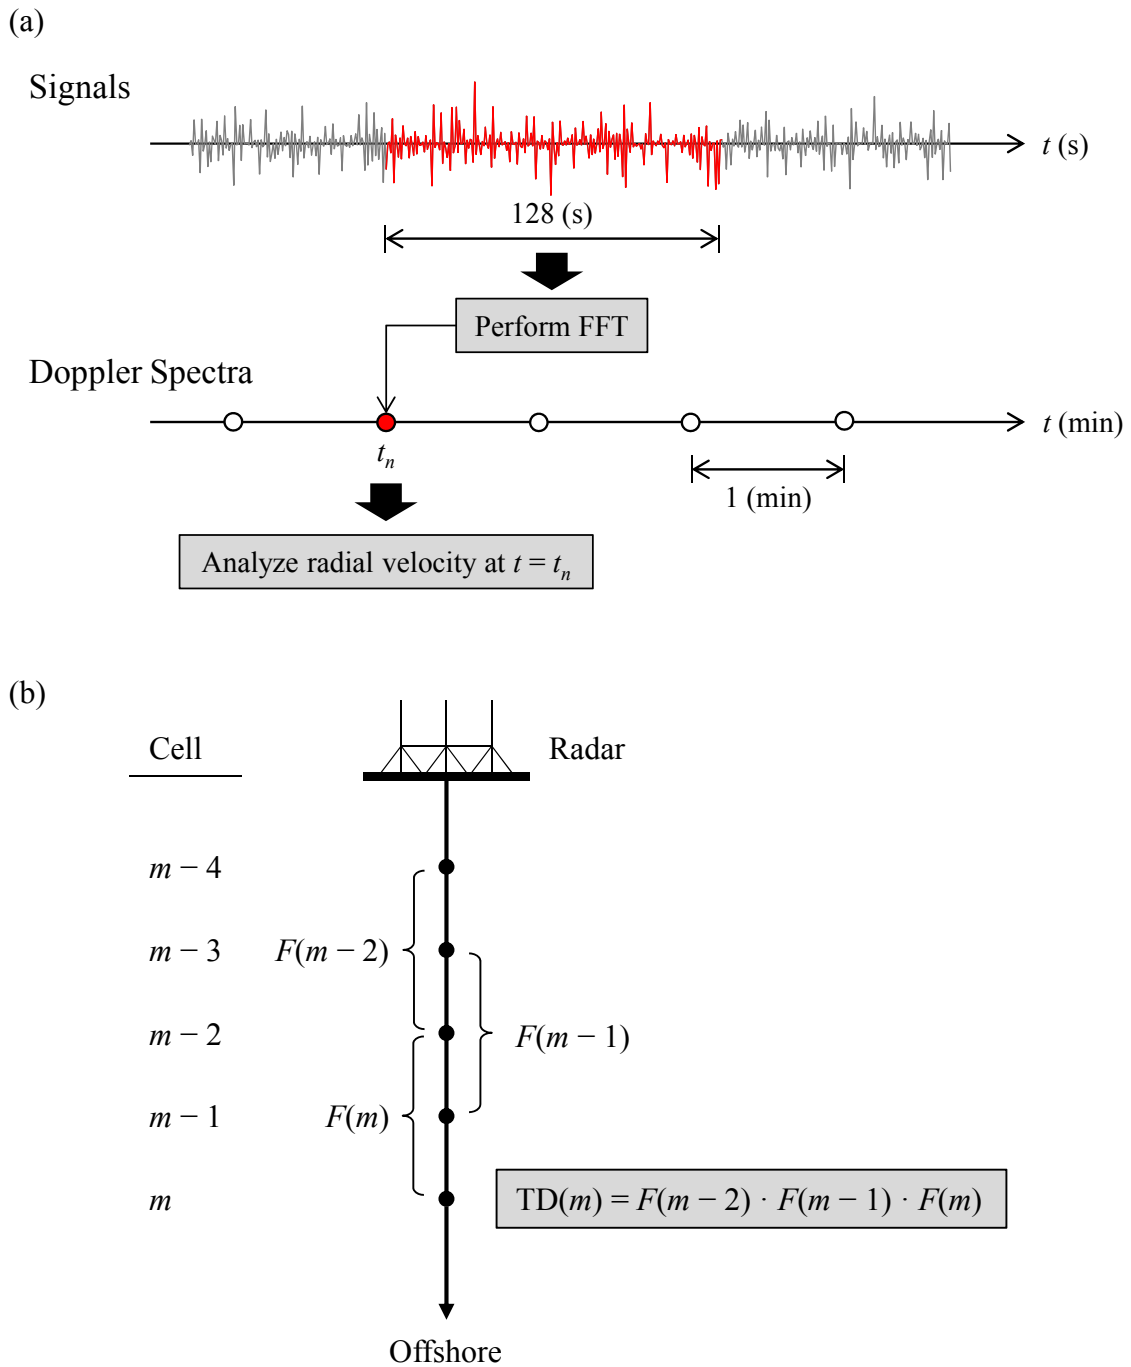 (a)
Signals
t (s)
128 (s)
Perform FFT
Doppler Spectra
t (min)
tₙ
1 (min)
Analyze radial velocity at t = tₙ
(b)
Cell
Radar
m − 4
m − 3
F(m − 2)
m − 2
F(m − 1)
m − 1
F(m)
m
TD(m) = F(m − 2) · F(m − 1) · F(m)
Offshore